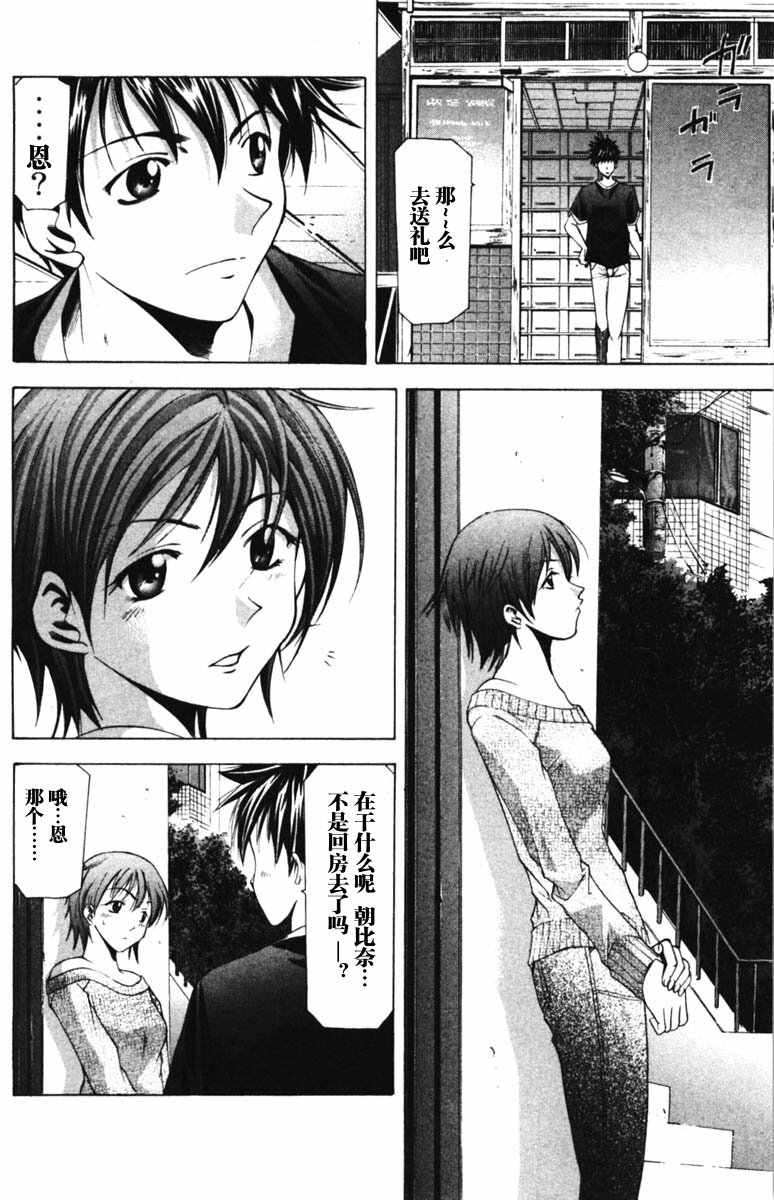 ガ
ラ
ラ
那~~么
去送礼吧
……
恩?
在干什么呢 朝比奈…
不是回房去了吗 —?
哦…恩
那个……